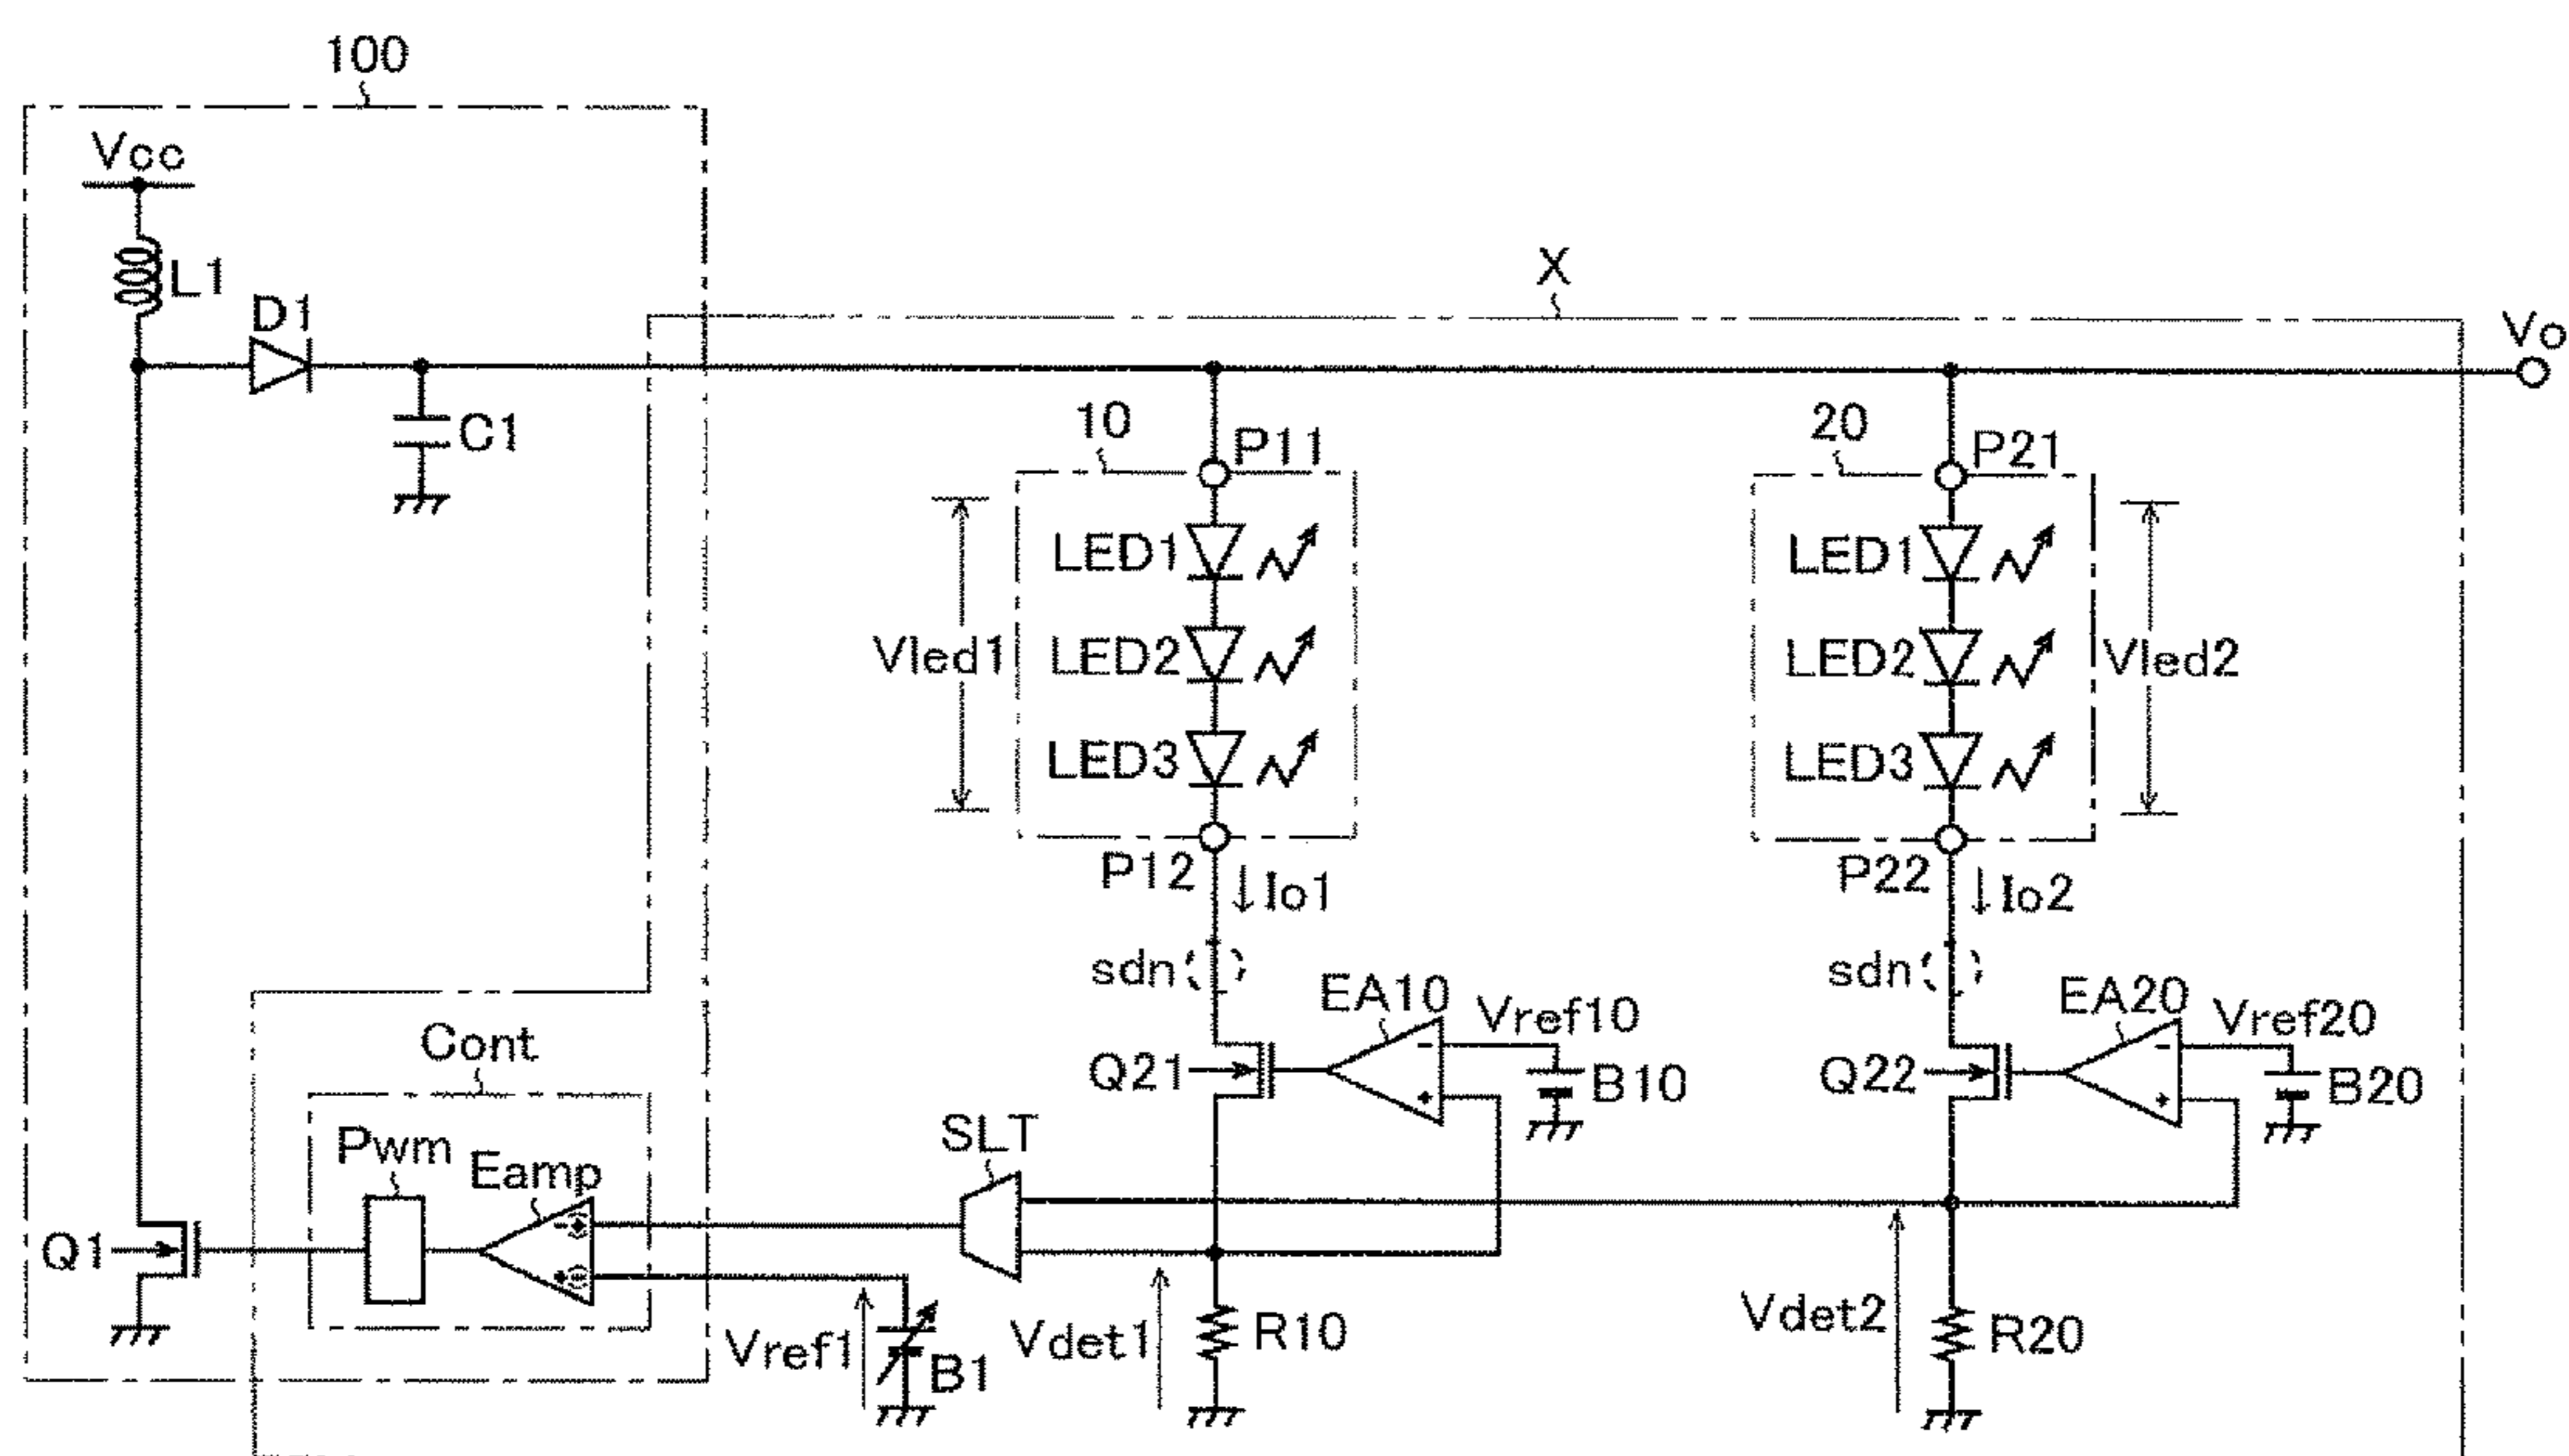 100
Vcc
L1
D1
C1
X
Vo
10
P11
LED1
LED2
LED3
Vled1
P12
Io1
sdn
20
P21
LED1
LED2
LED3
Vled2
P22
Io2
sdn
EA10
Vref10
-
+
Q21
B10
EA20
Vref20
-
+
Q22
B20
Cont
Pwm
Eamp
-(+)
+(-)
Q1
SLT
Vref1
B1
Vdet1
R10
Vdet2
R20